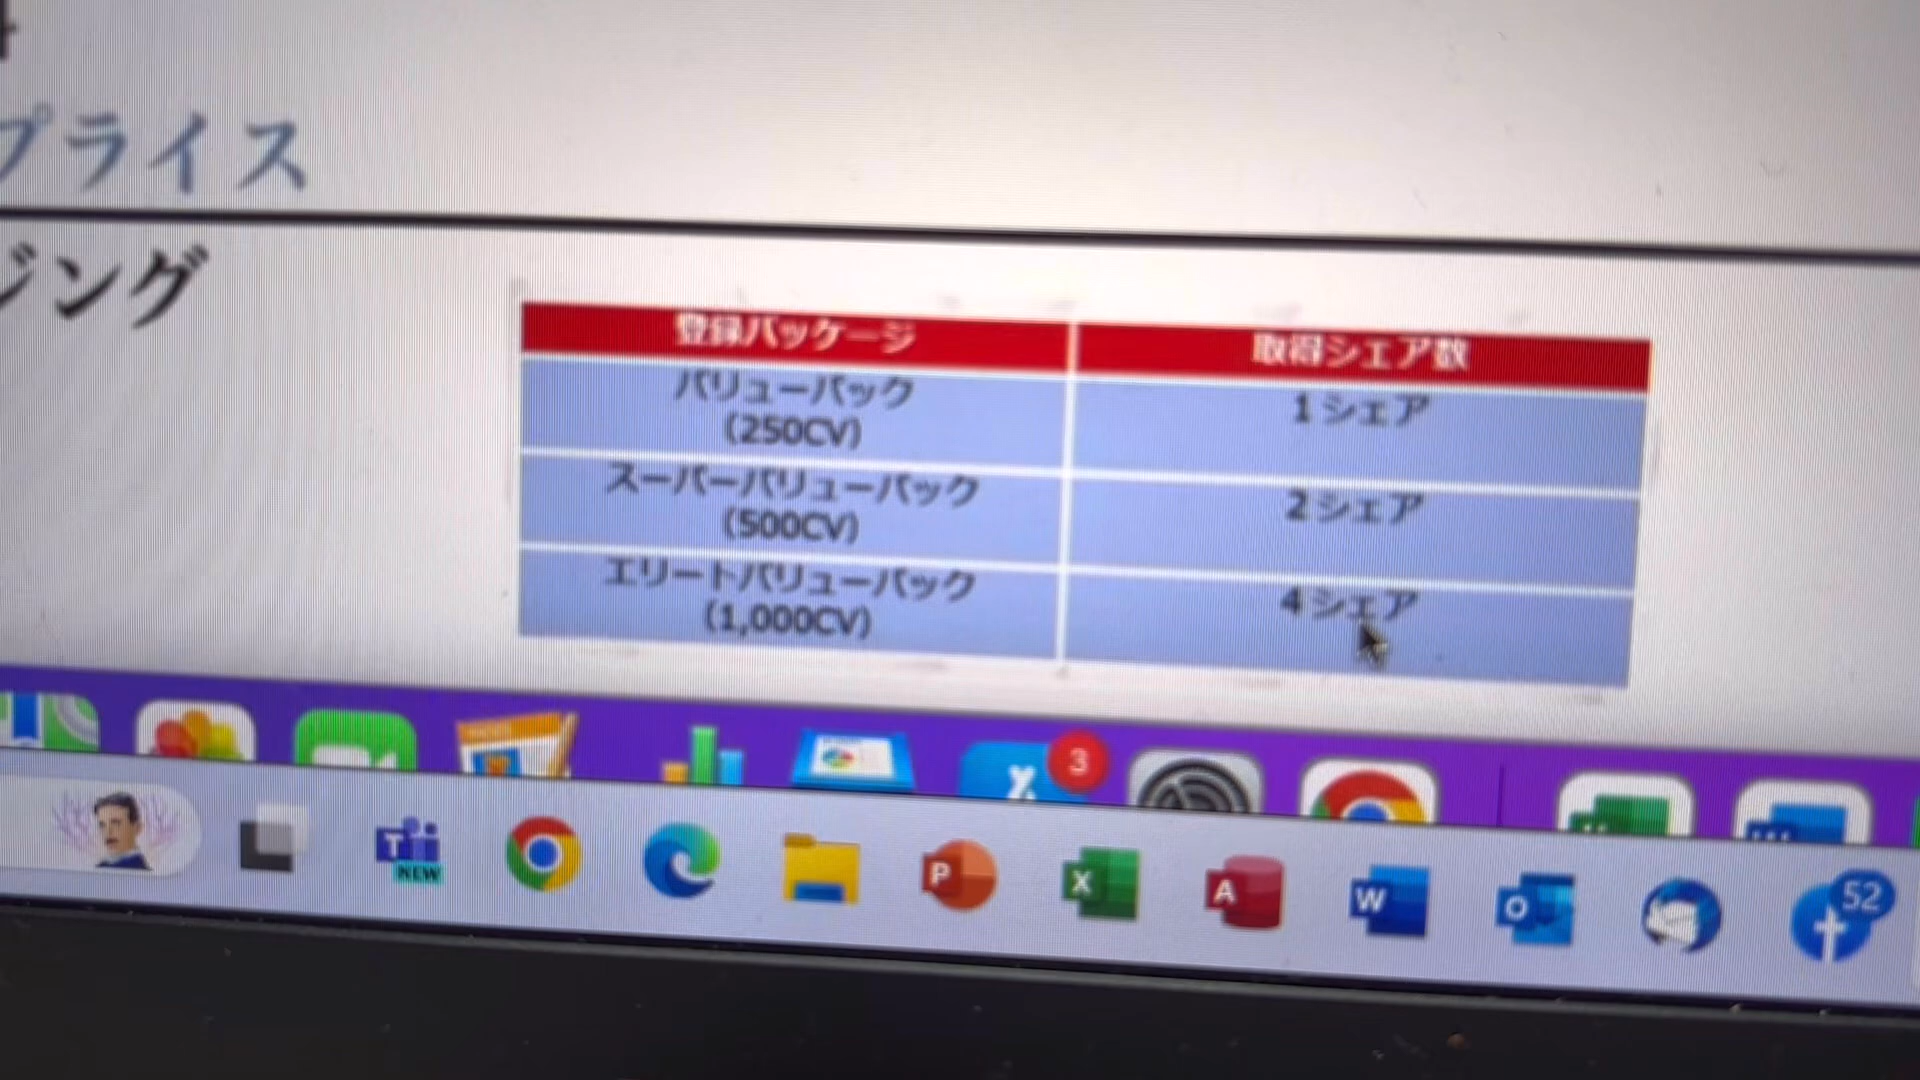 プライス
ジング
登録パッケージ
取得シェア数
バリューパック
(250CV)
1シェア
スーパーバリューパック
(500CV)
2シェア
エリートバリューパック
(1,000CV)
4シェア
3
NEW
P
X
A
W
O
52